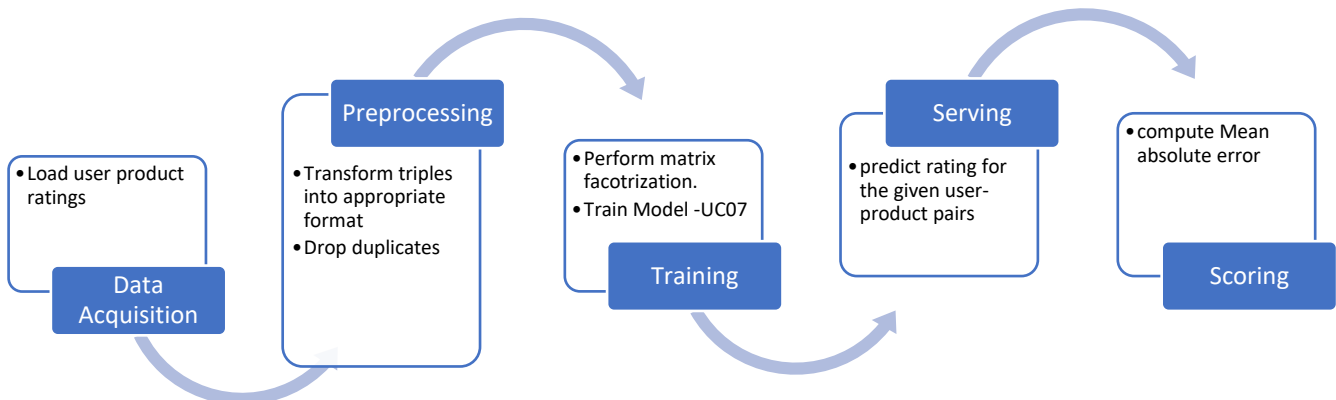 • Load user product
ratings
Data
Acquisition
Preprocessing
• Transform triples
into appropriate
format
• Drop duplicates
• Perform matrix
facotrization.
• Train Model -UC07
Training
Serving
• predict rating for
the given user-
product pairs
• compute Mean
absolute error
Scoring